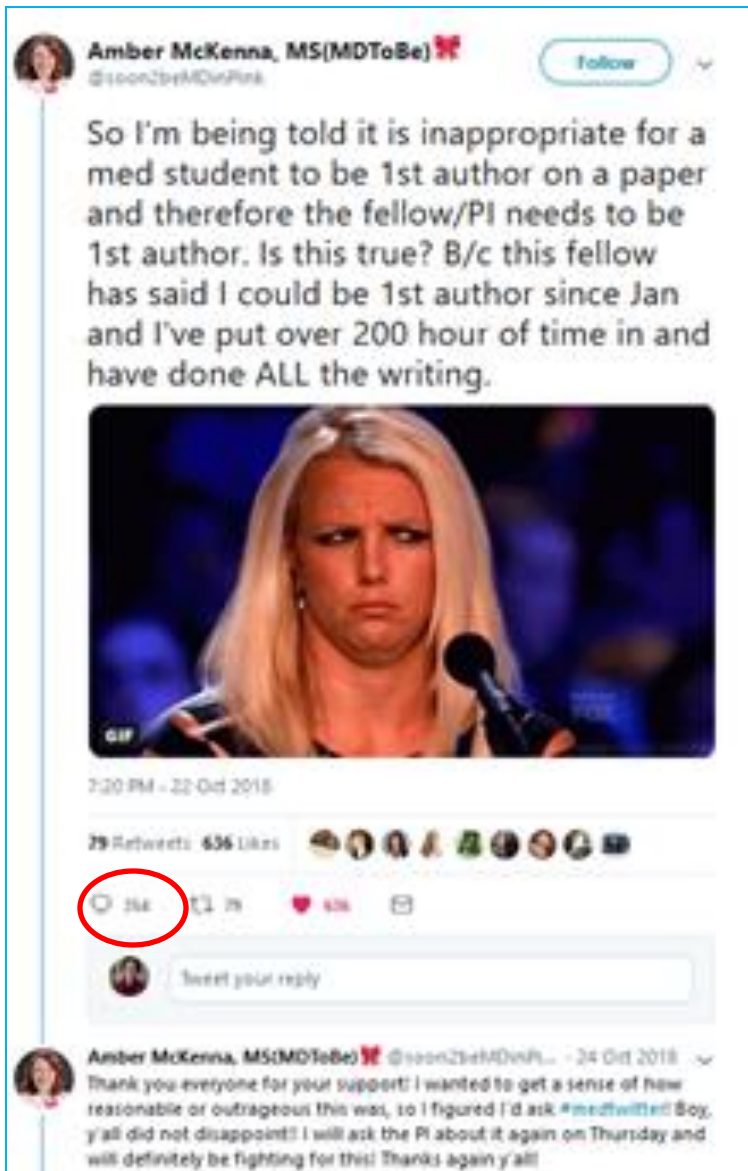 Amber McKenna, MS(MDToBe)
@soon2beMDinPink
Follow
So I'm being told it is inappropriate for a
med student to be 1st author on a paper
and therefore the fellow/PI needs to be
1st author. Is this true? B/c this fellow
has said I could be 1st author since Jan
and I've put over 200 hour of time in and
have done ALL the writing.
GIF
7:20 PM - 22 Oct 2018
79 Retweets 636 Likes
79 636
Tweet your reply
Amber McKenna, MS(MDToBe) @soon2beMDinPi... - 24 Oct 2018
Thank you everyone for your support! I wanted to get a sense of how
reasonable or outrageous this was, so I figured I'd ask #medtwitter! Boy,
y'all did not disappoint!! I will ask the PI about it again on Thursday and
will definitely be fighting for this! Thanks again y'all!